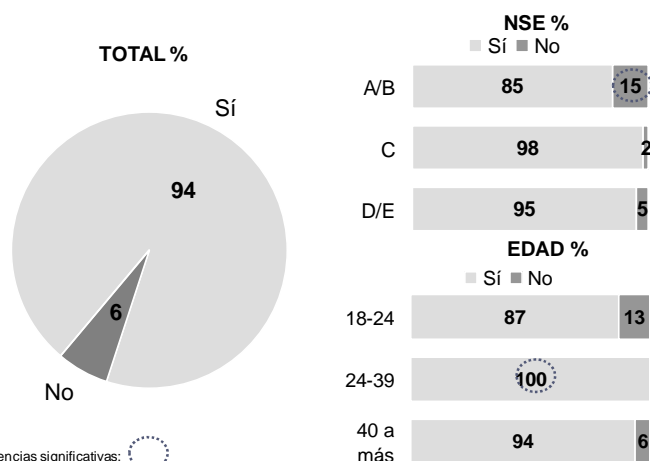 TOTAL %
Sí
94
6
No
NSE %
Sí No
A/B 85 15
C 98 2
D/E 95 5
EDAD %
Sí No
18-24 87 13
24-39 100
40 a
más 94 6
significativas: